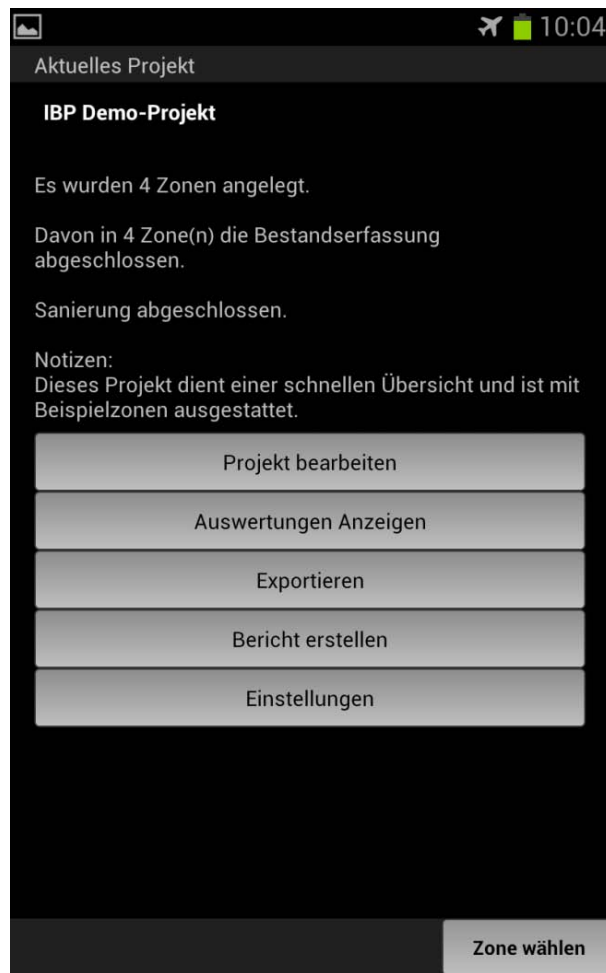 10:04
Aktuelles Projekt
IBP Demo-Projekt
Es wurden 4 Zonen angelegt.
Davon in 4 Zone(n) die Bestandserfassung
abgeschlossen.
Sanierung abgeschlossen.
Notizen:
Dieses Projekt dient einer schnellen Übersicht und ist mit
Beispielzonen ausgestattet.
Projekt bearbeiten
Auswertungen Anzeigen
Exportieren
Bericht erstellen
Einstellungen
Zone wählen